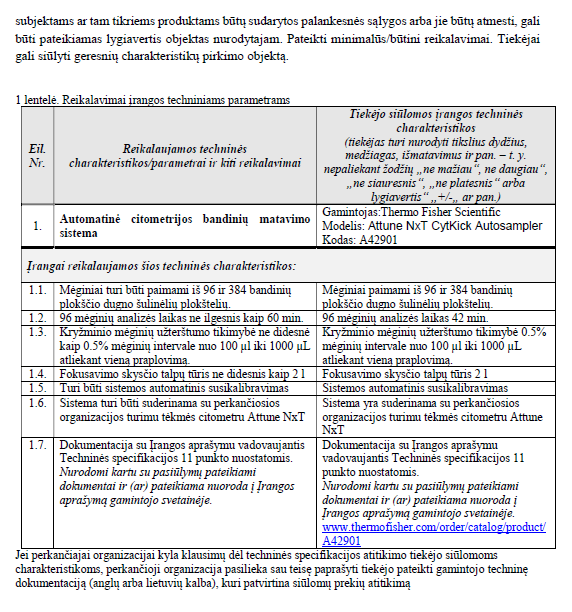 subjektams ar tam tikriems produktams būtų sudarytos palankesnės sąlygos arba jie būtų atmesti, gali
būti pateikiamas lygiavertis objektas nurodytajam. Pateikti minimalūs/būtini reikalavimai. Tiekėjai
gali siūlyti geresnių charakteristikų pirkimo objektą.
1 lentelė. Reikalavimai įrangos techniniams parametrams
Eil.
Nr.
Reikalaujamos techninės
charakteristikos/parametrai ir kiti reikalavimai
Tiekėjo siūlomos įrangos techninės
charakteristikos
(tiekėjas turi nurodyti tikslius dydžius,
medžiagas, išmatavimus ir pan. – t. y.
nepaliekant žodžių „ne mažiau“, ne daugiau“,
„ne siauresnis“, „ne platesnis“ arba
lygiavertis“ „+/-„ ar pan.)
1.
Automatinė citometrijos bandinių matavimo
sistema
Gamintojas:Thermo Fisher Scientific
Modelis: Attune NxT CytKick Autosampler
Kodas: A42901
Įrangai reikalaujamos šios techninės charakteristikos:
1.1.
Mėginiai turi būti paimami iš 96 ir 384 bandinių
plokščio dugno šulinėlių plokštelių.
Mėginiai paimami iš 96 ir 384 bandinių
plokščio dugno šulinėlių plokštelių.
1.2.
96 mėginių analizės laikas ne ilgesnis kaip 60 min.
96 mėginių analizės laikas 42 min.
1.3.
Kryžminio mėginių užterštumo tikimybė ne didesnė
kaip 0.5% mėginių intervale nuo 100 µl iki 1000 µL
atliekant vieną praplovimą.
Kryžminio mėginių užterštumo tikimybė 0.5%
mėginių intervale nuo 100 µl iki 1000 µL
atliekant vieną praplovimą.
1.4.
Fokusavimo skysčio talpų tūris ne didesnis kaip 2 l
Fokusavimo skysčio talpų tūris 2 l
1.5.
Turi būti sistemos automatinis susikalibravimas
Sistemos automatinis susikalibravimas
1.6.
Sistema turi būti suderinama su perkančiosios
organizacijos turimu tėkmės citometru Attune NxT
Sistema yra suderinama su perkančiosios
organizacijos turimu tėkmės citometru Attune
NxT
1.7.
Dokumentacija su Įrangos aprašymu vadovaujantis
Techninės specifikacijos 11 punkto nuostatomis.
Nurodomi kartu su pasiūlymų pateikiami
dokumentai ir (ar) pateikiama nuoroda į Įrangos
aprašymą gamintojo svetainėje.
Dokumentacija su Įrangos aprašymu
vadovaujantis Techninės specifikacijos 11
punkto nuostatomis.
Nurodomi kartu su pasiūlymų pateikiami
dokumentai ir (ar) pateikiama nuoroda į
Įrangos aprašymą gamintojo svetainėje.
www.thermofisher.com/order/catalog/product/
A42901
Jei perkančiajai organizacijai kyla klausimų dėl techninės specifikacijos atitikimo tiekėjo siūlomoms
charakteristikoms, perkančioji organizacija pasilieka sau teisę paprašyti tiekėjo pateikti gamintojo techninę
dokumentaciją (anglų arba lietuvių kalba), kuri patvirtina siūlomų prekių atitikimą